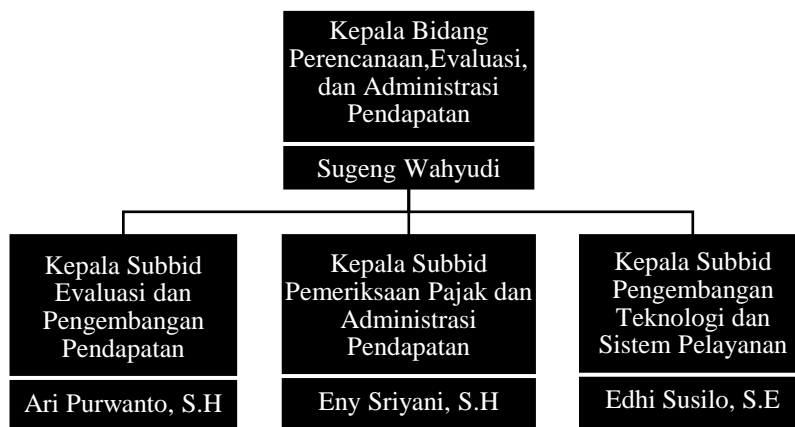 Kepala Bidang
Perencanaan,Evaluasi,
dan Administrasi
Pendapatan
Sugeng Wahyudi
Kepala Subbid
Evaluasi dan
Pengembangan
Pendapatan
Ari Purwanto, S.H
Kepala Subbid
Pemeriksaan Pajak dan
Administrasi
Pendapatan
Eny Sriyani, S.H
Kepala Subbid
Pengembangan
Teknologi dan
Sistem Pelayanan
Edhi Susilo, S.E